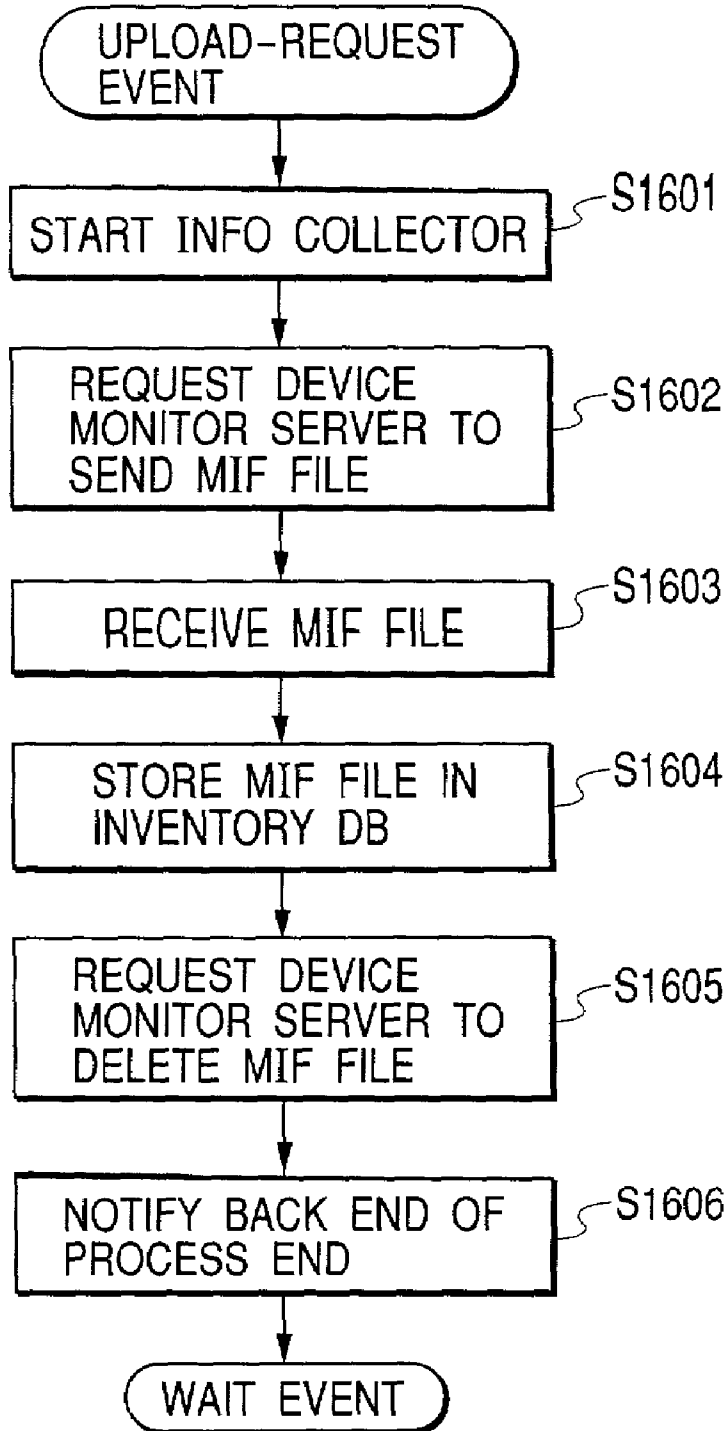 UPLOAD-REQUEST
EVENT
START INFO COLLECTOR
S1601
REQUEST DEVICE
MONITOR SERVER TO
SEND MIF FILE
S1602
RECEIVE MIF FILE
S1603
STORE MIF FILE IN
INVENTORY DB
S1604
REQUEST DEVICE
MONITOR SERVER TO
DELETE MIF FILE
S1605
NOTIFY BACK END OF
PROCESS END
S1606
WAIT EVENT